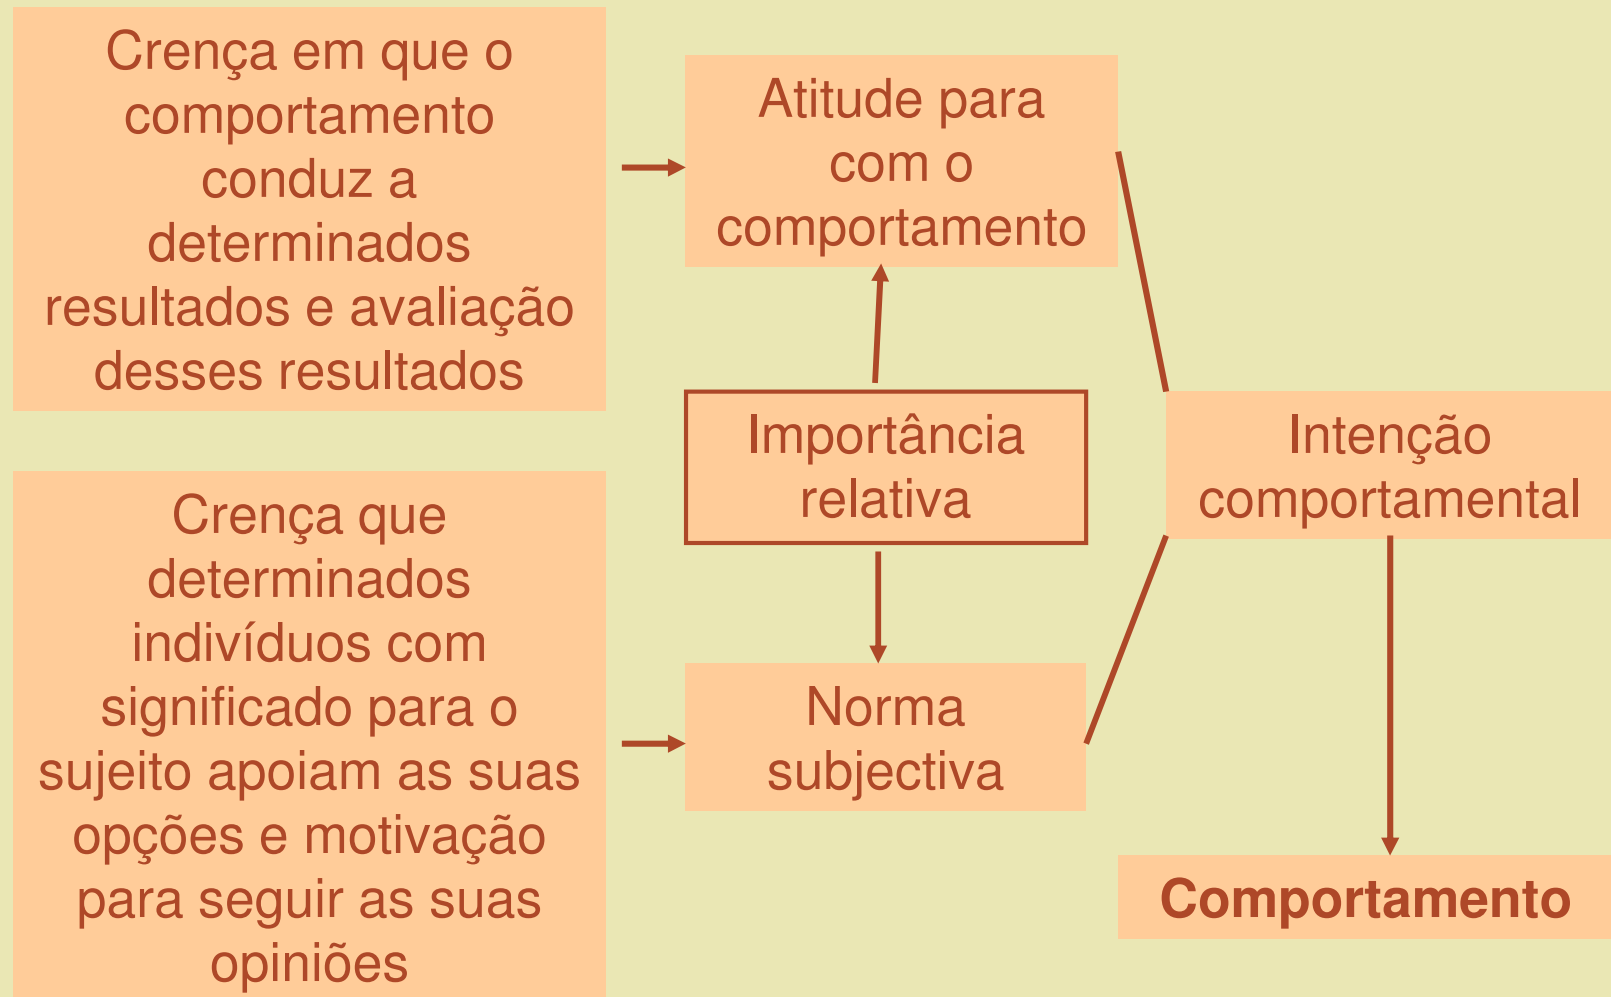 Crença em que o
comportamento
conduz a
determinados
resultados e avaliação
desses resultados
Atitude para
com o
comportamento
Importância
relativa
Intenção
comportamental
Crença que
determinados
indivíduos com
significado para o
sujeito apoiam as suas
opções e motivação
para seguir as suas
opiniões
Norma
subjectiva
Comportamento